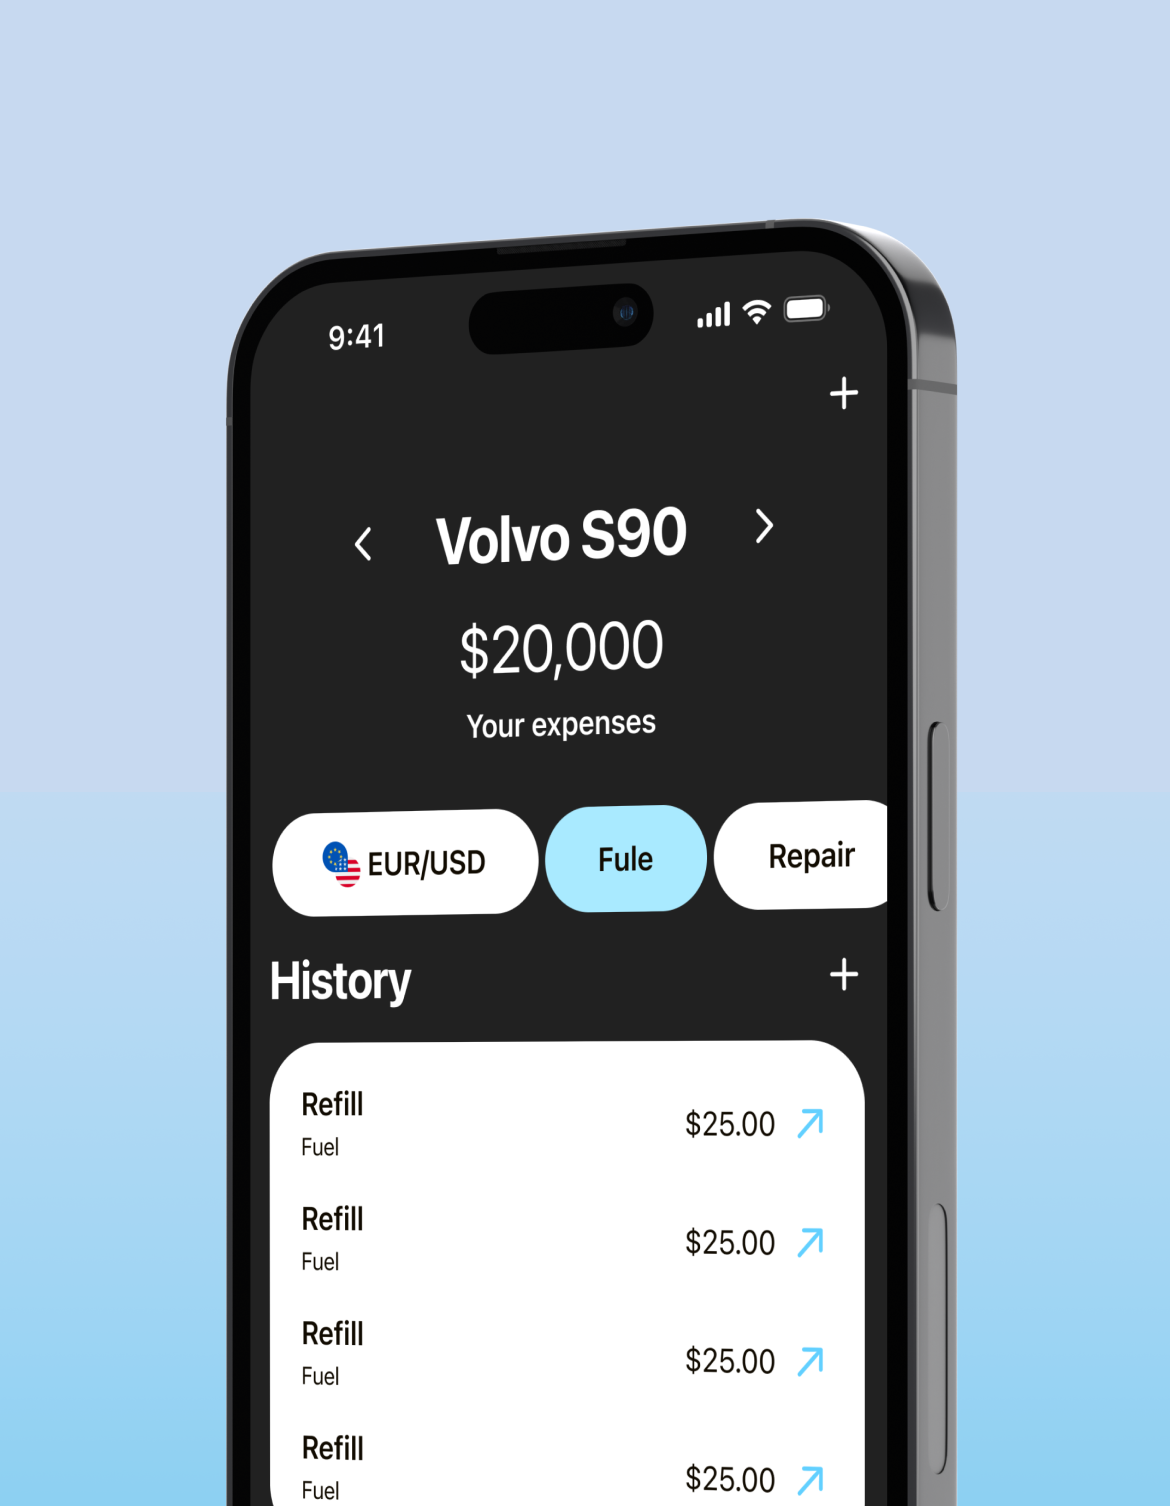 9:41
Volvo S90
$20,000
Your expenses
EUR/USD Fule Repair
History
Refill
Fuel
$25.00
Refill
Fuel
$25.00
Refill
Fuel
$25.00
Refill
Fuel
$25.00